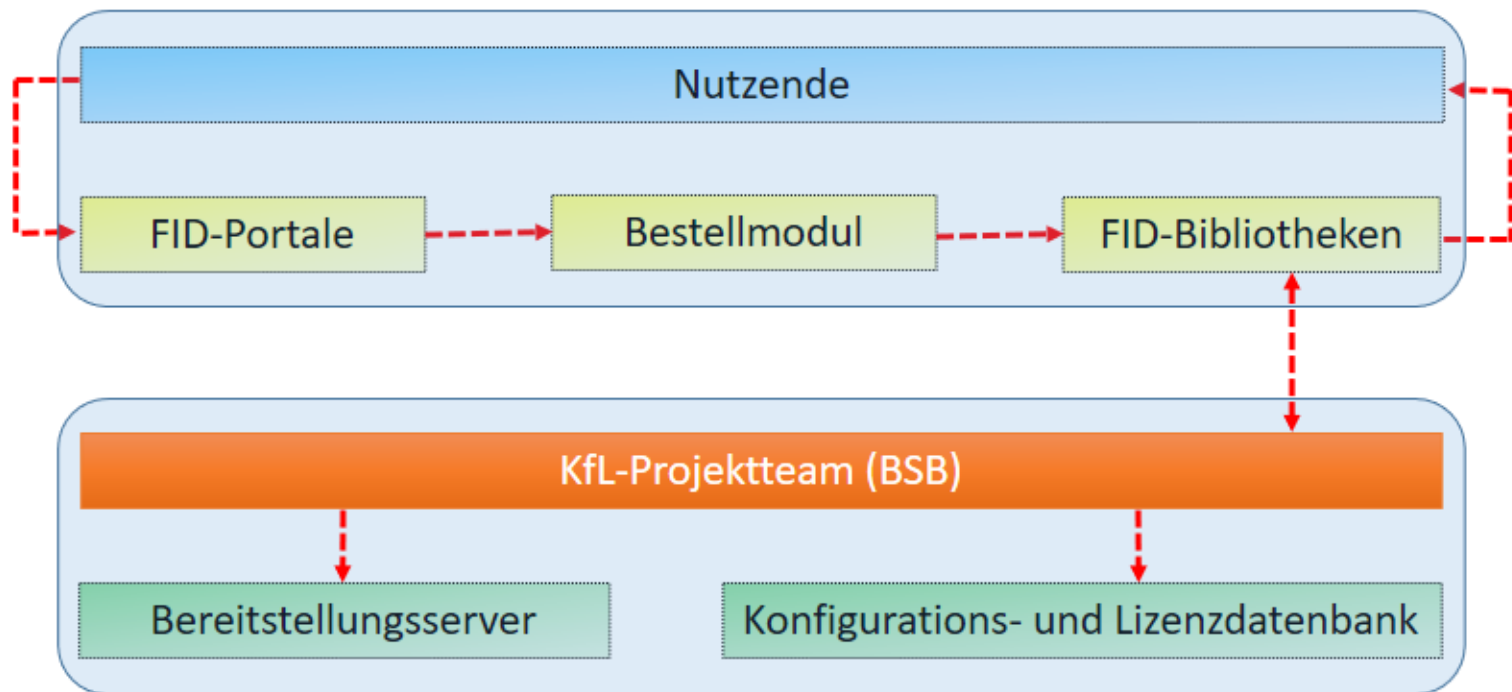 Nutzende
FID-Portale
Bestellmodul
FID-Bibliotheken
KfL-Projektteam (BSB)
Bereitstellungsserver
Konfigurations- und Lizenzdatenbank